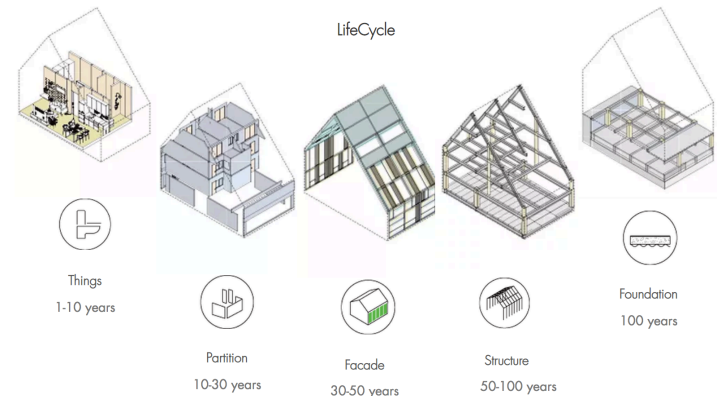 LifeCycle
Things
1-10 years
Partition
10-30 years
Facade
30-50 years
Structure
50-100 years
Foundation
100 years